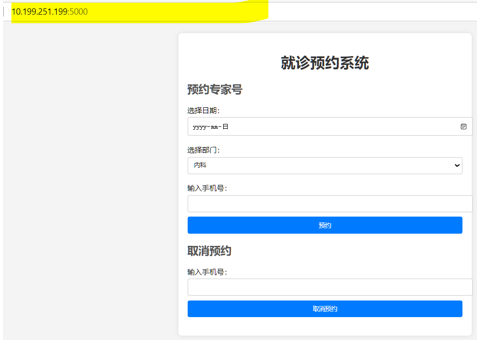 10.199.251.199:5000
就诊预约系统
预约专家号
选择日期：
yyyy-mm-日
选择部门：
内科
输入手机号：
预约
取消预约
输入手机号：
取消预约